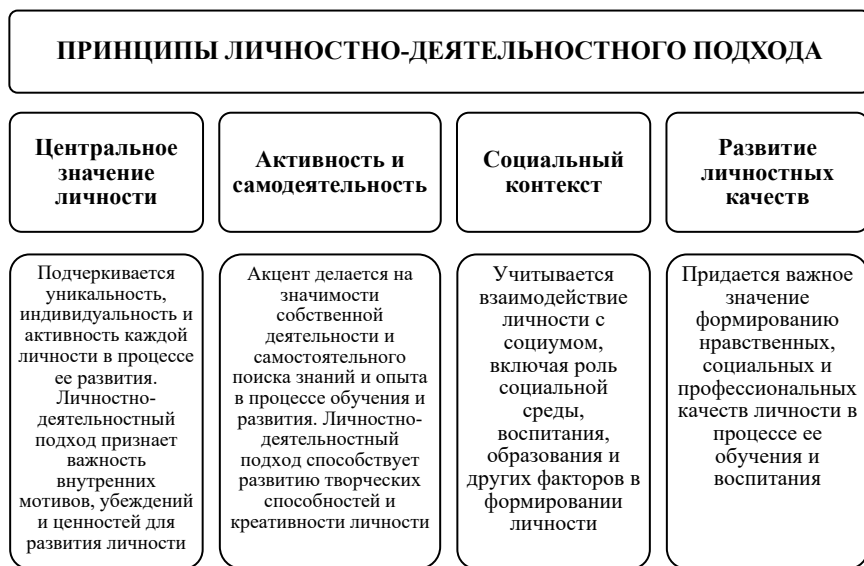 ПРИНЦИПЫ ЛИЧНОСТНО-ДЕЯТЕЛЬНОСТНОГО ПОДХОДА
Центральное
значение
личности
Подчеркивается
уникальность,
индивидуальность и
активность каждой
личности в процессе
ее развития.
Личностно-
деятельностный
подход признает
важность
внутренних
мотивов, убеждений
и ценностей для
развития личности
Активность и
самодеятельность
Акцент делается на
значимости
собственной
деятельности и
самостоятельного
поиска знаний и опыта
в процессе обучения и
развития. Личностно-
деятельностный
подход способствует
развитию творческих
способностей и
креативности личности
Социальный
контекст
Учитывается
взаимодействие
личности с
социумом,
включая роль
социальной
среды,
воспитания,
образования и
других факторов в
формировании
личности
Развитие
личностных
качеств
Придается важное
значение
формированию
нравственных,
социальных и
профессиональных
качеств личности в
процессе ее
обучения и
воспитания